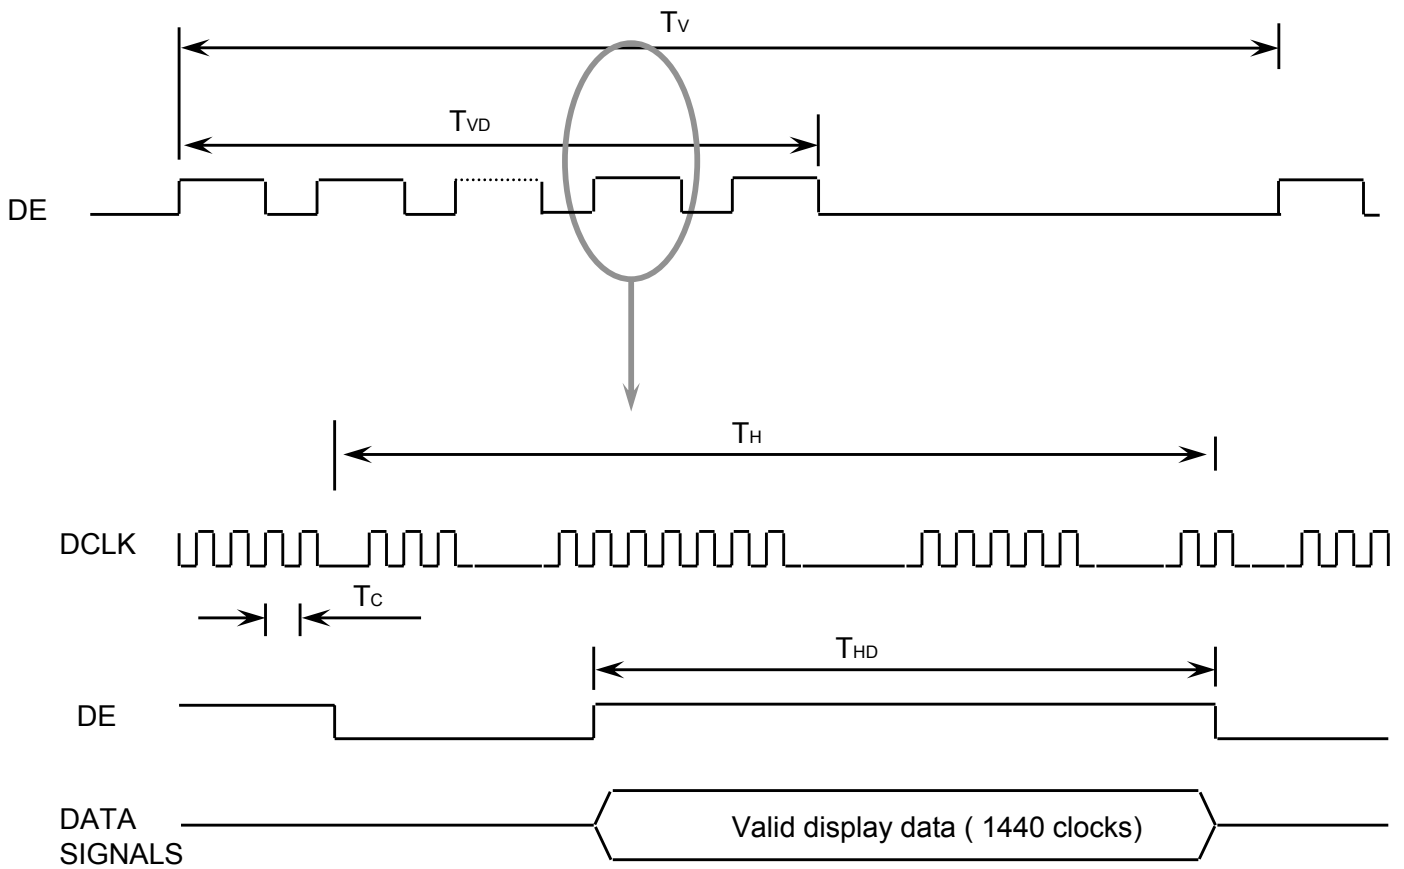 TV
TVD
DE
TH
DCLK
TC
THD
DE
DATA
SIGNALS
Valid display data ( 1440 clocks)